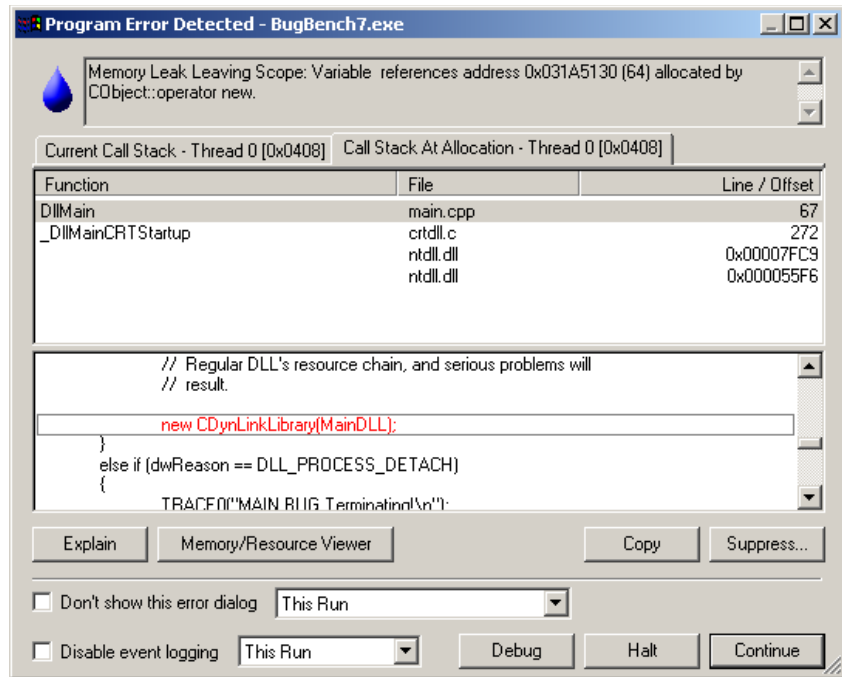 Program Error Detected - BugBench7.exe
Memory Leak Leaving Scope: Variable  references address 0x031A5130 (64) allocated by
CObject::operator new.
Current Call Stack - Thread 0 [0x0408] Call Stack At Allocation - Thread 0 [0x0408]
Function File Line / Offset
DllMain main.cpp 67
_DllMainCRTStartup crtdll.c 272
ntdll.dll 0x00007FC9
ntdll.dll 0x000055F6
// Regular DLL's resource chain, and serious problems will
// result.
new CDynLinkLibrary(MainDLL);
}
else if (dwReason == DLL_PROCESS_DETACH)
{
TRACE0("MAIN.BUG Terminating!\n");
Explain Memory/Resource Viewer Copy Suppress...
Don't show this error dialog This Run
Disable event logging This Run Debug Halt Continue